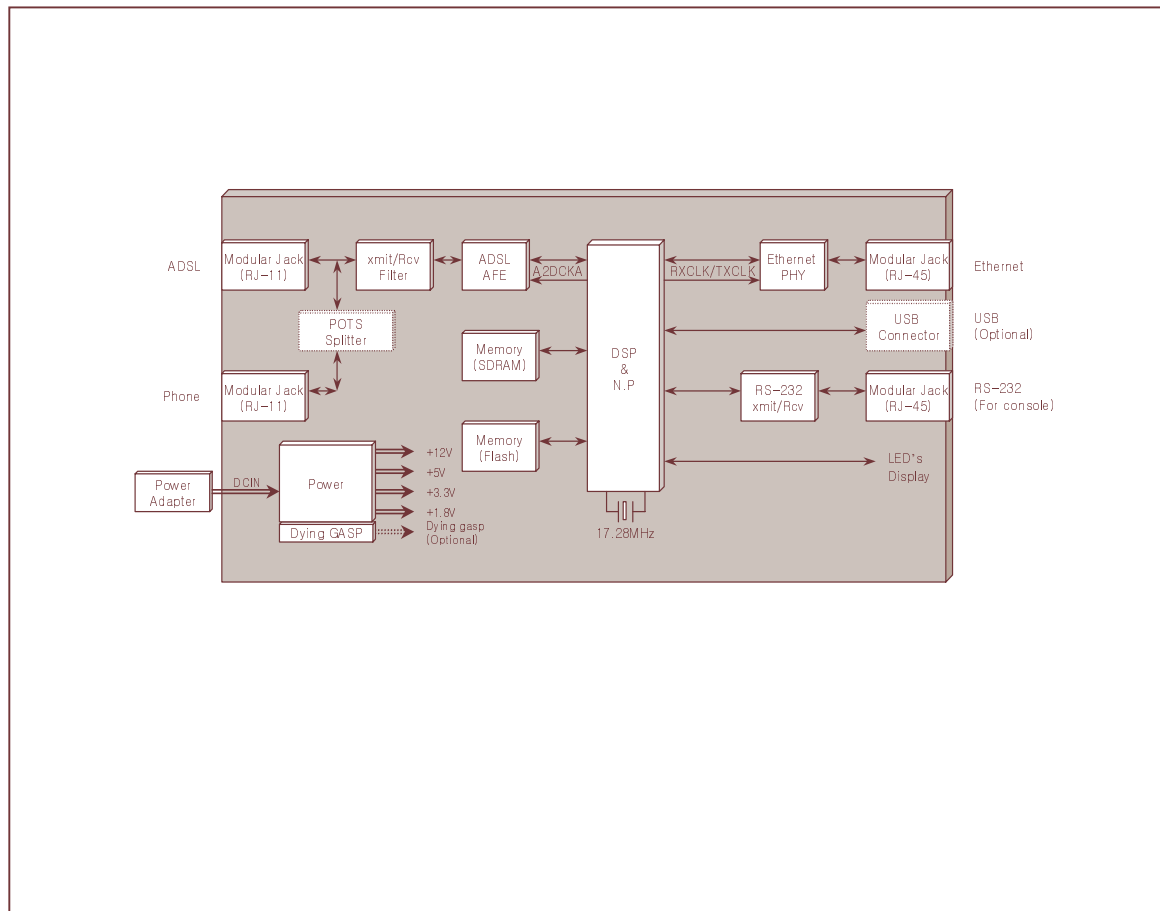 ADSL
Modular Jack
(RJ-11)
xmit/Rcv
Filter
ADSL
AFE
A2DCKA
DSP
&
N.P
RXCLK/TXCLK
Ethernet
PHY
Modular Jack
(RJ-45)
Ethernet
POTS
Splitter
Memory
(SDRAM)
USB
Connector
USB
(Optional)
Phone
Modular Jack
(RJ-11)
RS-232
xmit/Rcv
Modular Jack
(RJ-45)
RS-232
(For console)
Memory
(Flash)
LED's
Display
Power
Adapter
DCIN
Power
+12V
+5V
+3.3V
+1.8V
Dying GASP
Dying gasp
(Optional)
17.28MHz